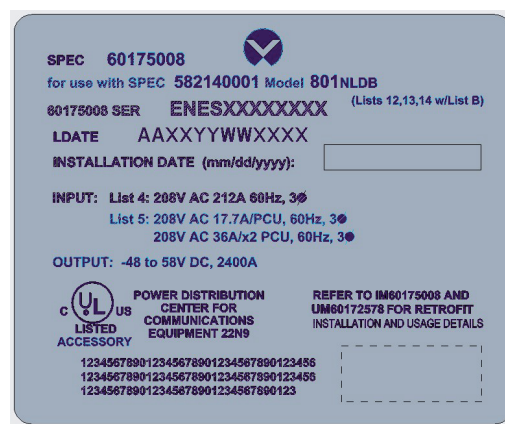 SPEC 60175008
for use with SPEC 582140001 Model 801NLDB
60175008 SER ENESXXXXXXXX (Lists 12,13,14 w/List B)
LDATE AAXXYYWWXXXX
INSTALLATION DATE (mm/dd/yyyy):
INPUT: List 4: 208V AC 212A 60Hz, 3Ø
List 5: 208V AC 17.7A/PCU, 60Hz, 3Ø
208V AC 36A/x2 PCU, 60Hz, 3Ø
OUTPUT: -48 to 58V DC, 2400A
C UL US
LISTED
ACCESSORY
POWER DISTRIBUTION
CENTER FOR
COMMUNICATIONS
EQUIPMENT 22N9
REFER TO IM60175008 AND
UM60172578 FOR RETROFIT
INSTALLATION AND USAGE DETAILS
123456789012345678901234567890123456
123456789012345678901234567890123456
123456789012345678901234567890123